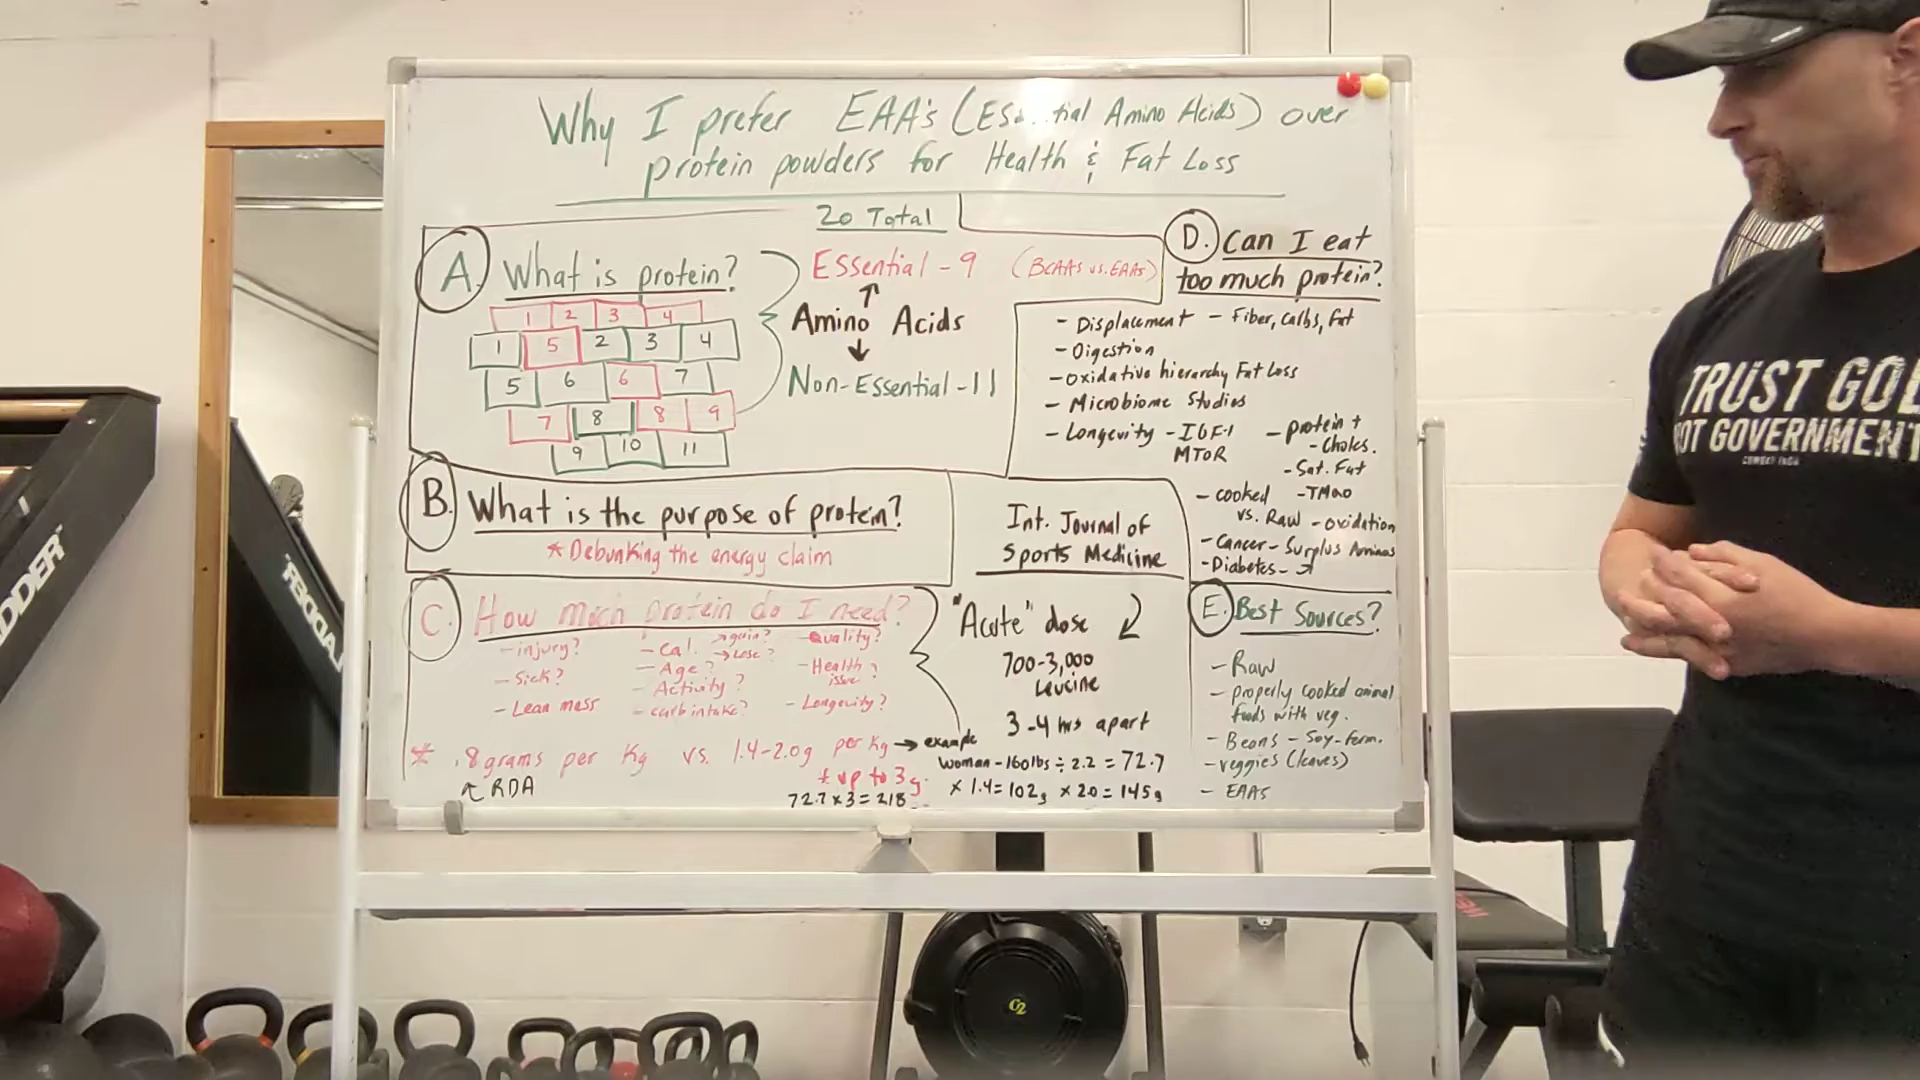 Why I prefer EAA's (Es tial Amino Acids) over
protein powders for Health & Fat Loss
20 Total
A. What is protein?
1 2 3 4
1 5 2 3 4
5 6 6 7
7 8 8 9
9 10 11
Essential - 9 (BCAAs vs. EAAs)
Amino Acids
Non-Essential - 11
B. What is the purpose of protein?
* Debunking the energy claim
C. How much protein do I need?
- injury?
- Sick?
- Lean mass
- Cal. → gain?
→ Lose?
- Age?
- Activity?
- carb intake?
- Quality?
- Health issue?
- Longevity?
* .8 grams per Kg vs. 1.4-2.0g per Kg → example
RDA
* up to 3g
72.7 x 3 = 218
Int. Journal of
Sports Medicine
"Acute" dose
700-3,000
Leucine
3-4 hrs apart
Woman - 160 lbs ÷ 2.2 = 72.7
x 1.4 = 102g x 2.0 = 145g
D. Can I eat
too much protein?
- Displacement - Fiber, Carbs, Fat
- Digestion
- Oxidative hierarchy Fat Loss
- Microbiome Studies
- Longevity - IGF-1
MTOR
- protein +
- Choles.
- Sat. Fat
- TMAO
- cooked
vs. Raw - oxidation
- Cancer - Surplus Aminos
- Diabetes -
E. Best Sources?
- Raw
- properly cooked animal
foods with veg.
- Beans - Soy - ferm.
- veggies (leaves)
- EAAs
TRUST GO
OT GOVERNMENT
DDER
C2